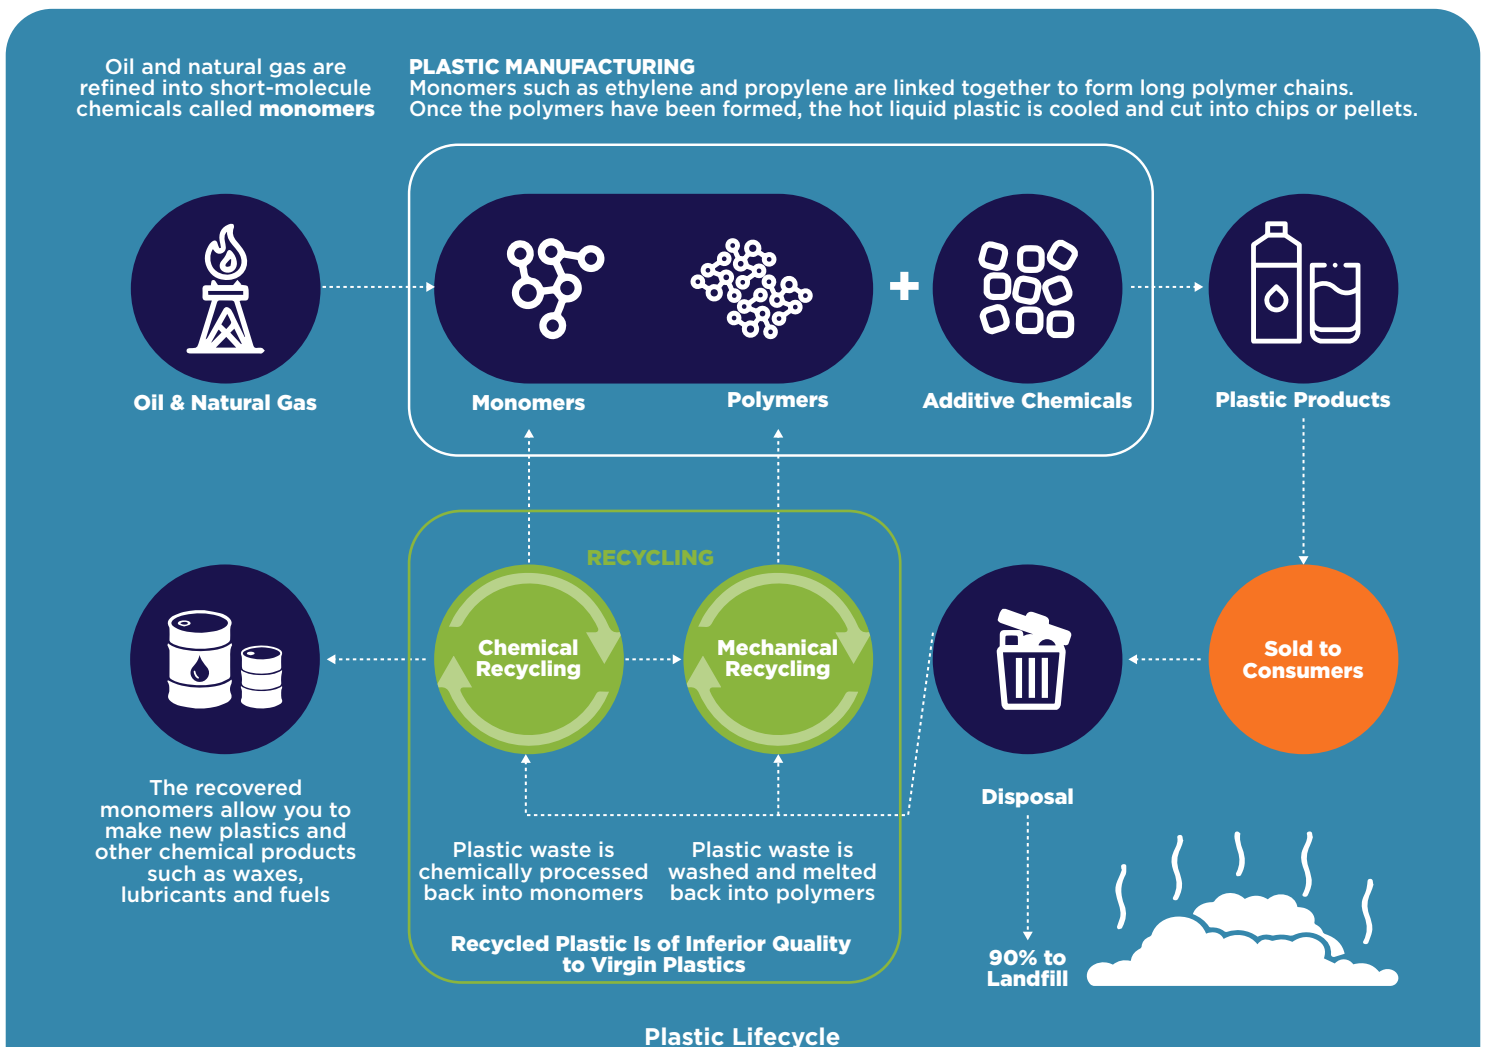 Oil and natural gas are
refined into short-molecule
chemicals called monomers
PLASTIC MANUFACTURING
Monomers such as ethylene and propylene are linked together to form long polymer chains.
Once the polymers have been formed, the hot liquid plastic is cooled and cut into chips or pellets.
Oil & Natural Gas
Monomers
Polymers
Additive Chemicals
Plastic Products
RECYCLING
Chemical
Recycling
Mechanical
Recycling
Sold to
Consumers
The recovered
monomers allow you to
make new plastics and
other chemical products
such as waxes,
lubricants and fuels
Plastic waste is
chemically processed
back into monomers
Plastic waste is
washed and melted
back into polymers
Recycled Plastic Is of Inferior Quality
to Virgin Plastics
Disposal
90% to
Landfill
Plastic Lifecycle